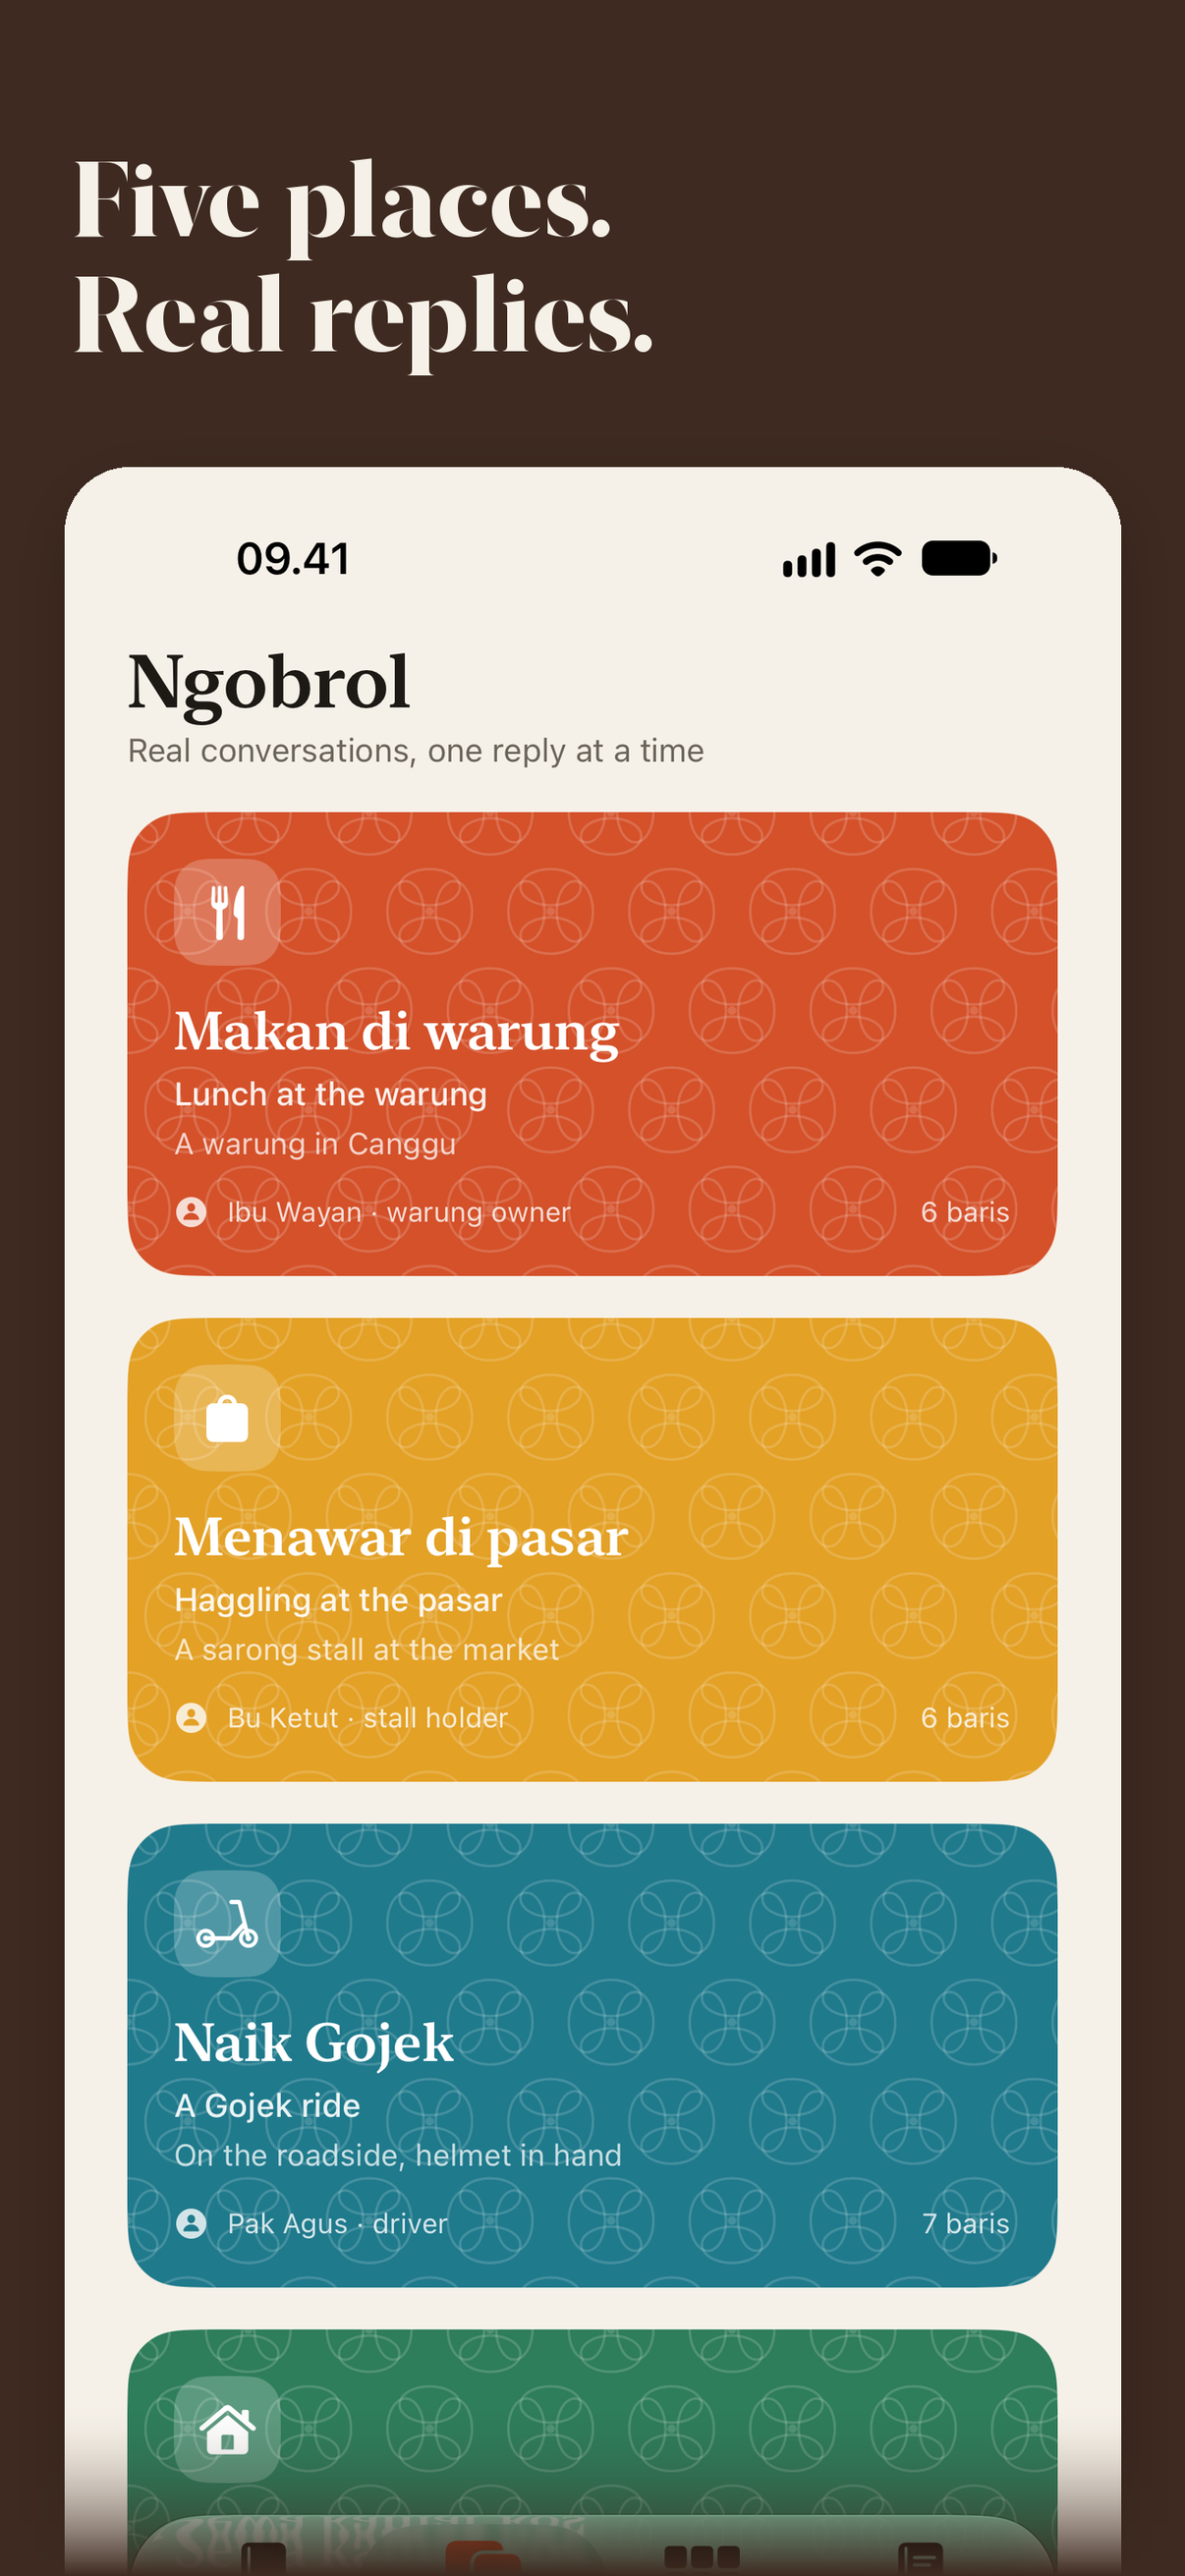 Five places.
Real replies.
09.41
Ngobrol
Real conversations, one reply at a time
Makan di warung
Lunch at the warung
A warung in Canggu
Ibu Wayan · warung owner
6 baris
Menawar di pasar
Haggling at the pasar
A sarong stall at the market
Bu Ketut · stall holder
6 baris
Naik Gojek
A Gojek ride
On the roadside, helmet in hand
Pak Agus · driver
7 baris